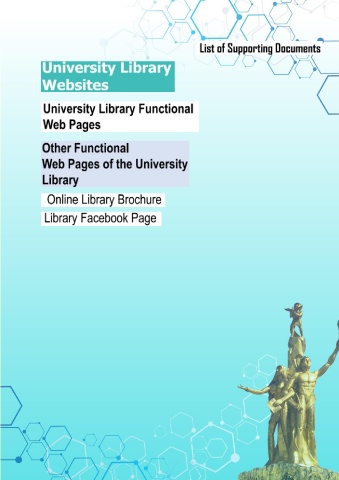 List of Supporting Documents
University Library
Websites
University Library Functional
Web Pages
Other Functional
Web Pages of the University
Library
Online Library Brochure
Library Facebook Page